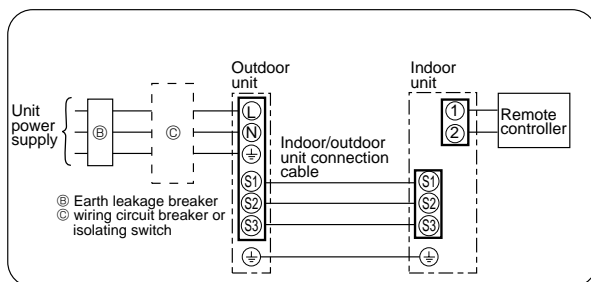 Outdoor
unit
Indoor
unit
Unit
power
supply
Ⓑ
Ⓒ
L
N
Indoor/outdoor
unit connection
cable
S1
S2
S3
S1
S2
S3
1
2
Remote
controller
Ⓑ Earth leakage breaker
Ⓒ wiring circuit breaker or
isolating switch